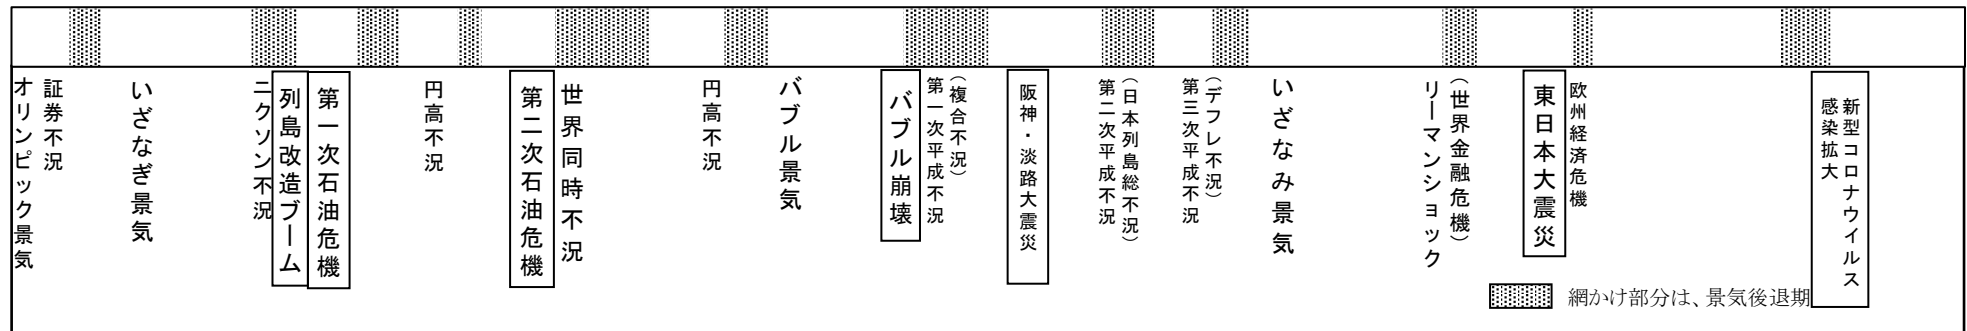 オリンピック景気
証券不況
いざなぎ景気
ニクソン不況
列島改造ブーム
第一次石油危機
円高不況
第二次石油危機
世界同時不況
円高不況
バブル景気
バブル崩壊
第一次平成不況
（複合不況）
阪神・淡路大震災
第二次平成不況
（日本列島総不況）
第三次平成不況
（デフレ不況）
いざなみ景気
リーマンショック
（世界金融危機）
東日本大震災
欧州経済危機
新型コロナウイルス
感染拡大
網かけ部分は、景気後退期